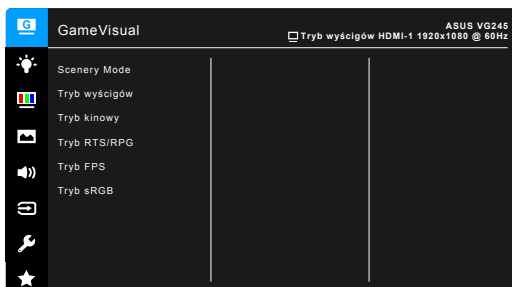 G
GameVisual
ASUS VG245
Tryb wyścigów HDMI-1 1920x1080 @ 60Hz
Scenery Mode
Tryb wyścigów
Tryb kinowy
Tryb RTS/RPG
Tryb FPS
Tryb sRGB